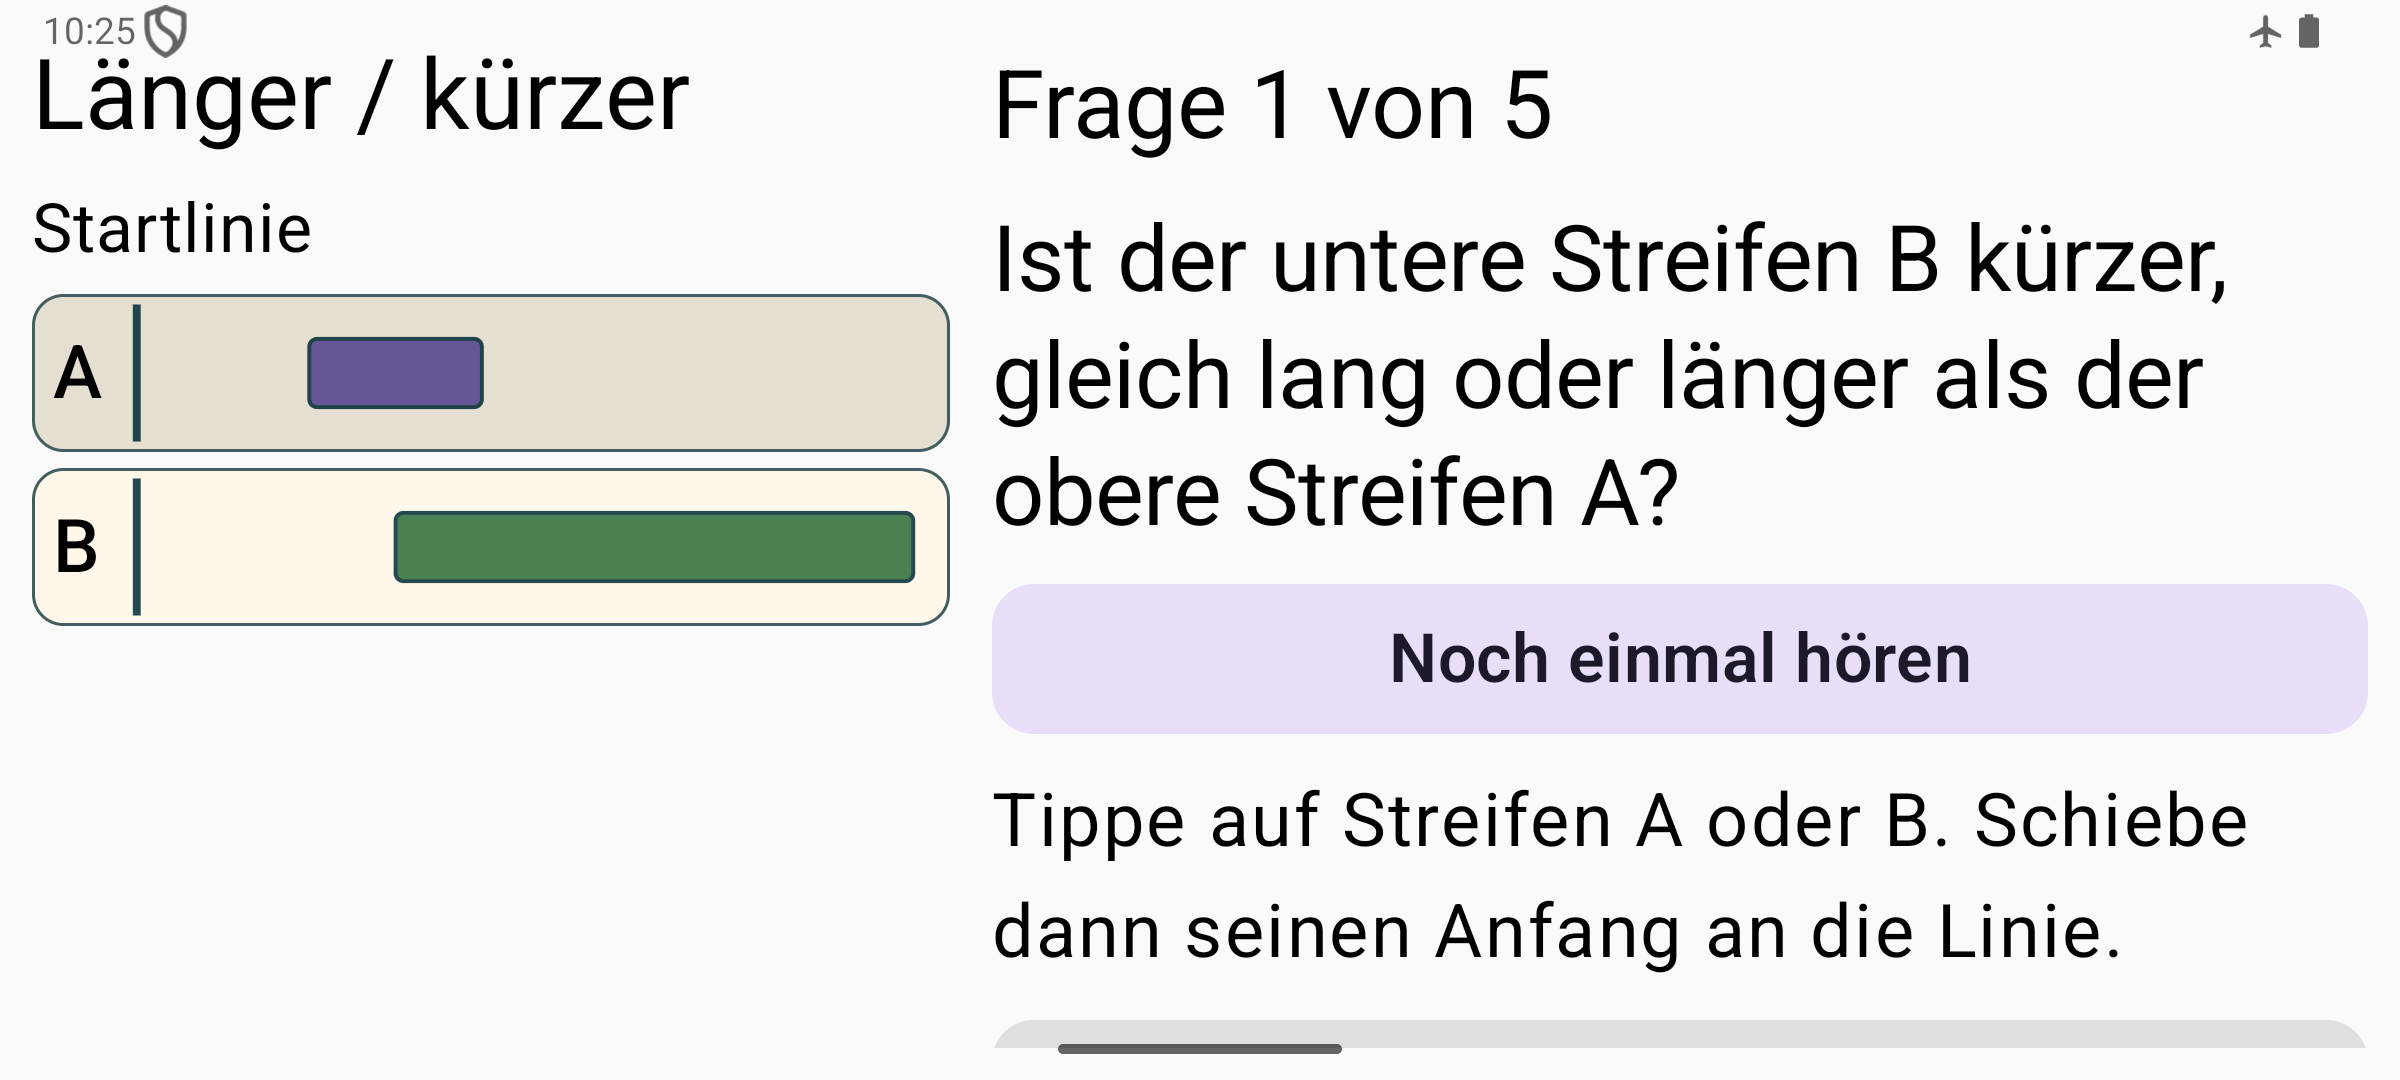 10:25
Länger / kürzer
Startlinie
A
B
Frage 1 von 5
Ist der untere Streifen B kürzer,
gleich lang oder länger als der
obere Streifen A?
Noch einmal hören
Tippe auf Streifen A oder B. Schiebe
dann seinen Anfang an die Linie.